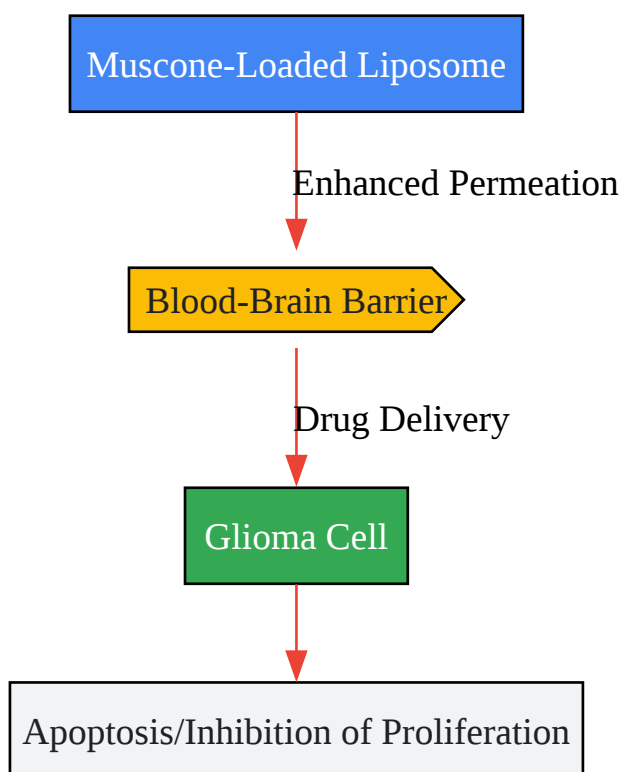 Muscone-Loaded Liposome
Enhanced Permeation
Blood-Brain Barrier
Drug Delivery
Glioma Cell
Apoptosis/Inhibition of Proliferation